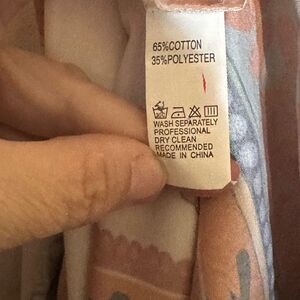 65%COTTON
35%POLYESTER
WASH SEPARATELY
PROFESSIONAL
DRY CLEAN
RECOMMENDED
MADE IN CHINA